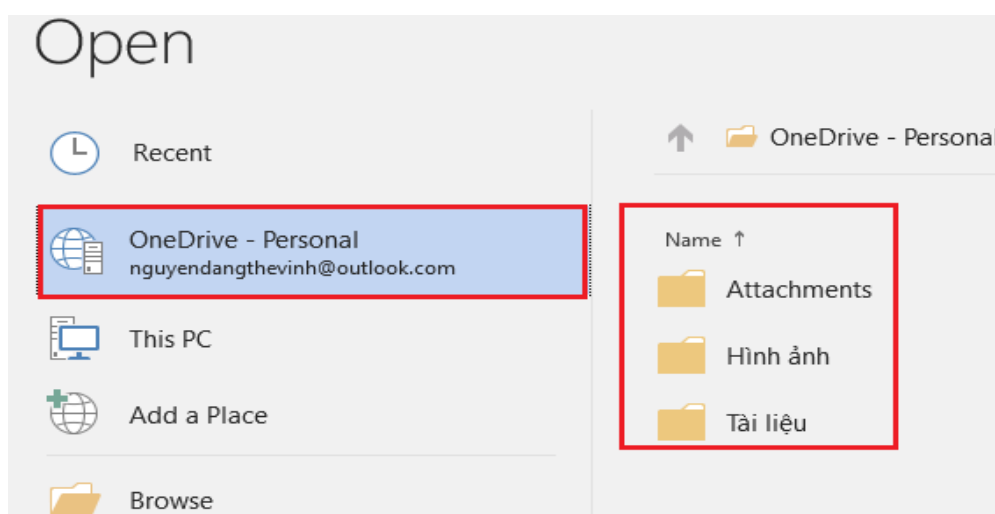 Open
Recent
OneDrive - Personal
nguyendangthevinh@outlook.com
This PC
Add a Place
Browse
OneDrive - Personal
Name ↑
Attachments
Hình ảnh
Tài liệu